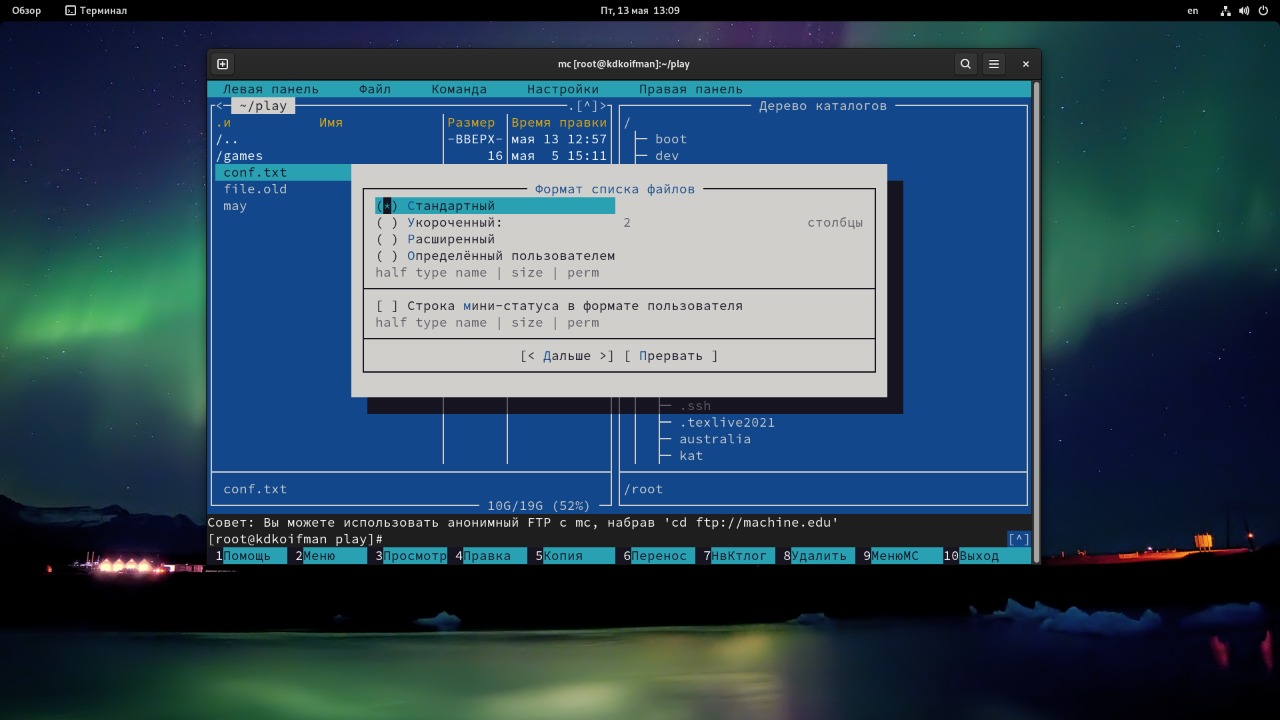 Обзор Терминал Пт, 13 мая 13:09 en
mc [root@kdkoifman]:~/play
Левая панель Файл Команда Настройки Правая панель
<─ ~/play .[^]> Дерево каталогов
.и Имя Размер Время правки /
/.. -ВВЕРХ- мая 13 12:57 boot
/games 16 мая 5 15:11 dev
conf.txt
file.old
may
Формат списка файлов
(*) Стандартный
( ) Укороченный: 2 столбцы
( ) Расширенный
( ) Определённый пользователем
half type name | size | perm
[ ] Строка мини-статуса в формате пользователя
half type name | size | perm
[< Дальше >] [ Прервать ]
.ssh
.texlive2021
australia
kat
conf.txt /root
10G/19G (52%)
Совет: Вы можете использовать анонимный FTP с mc, набрав 'cd ftp://machine.edu'
[root@kdkoifman play]# [^]
1Помощь 2Меню 3Просмотр 4Правка 5Копия 6Перенос 7НвКтлог 8Удалить 9МенюМС 10Выход